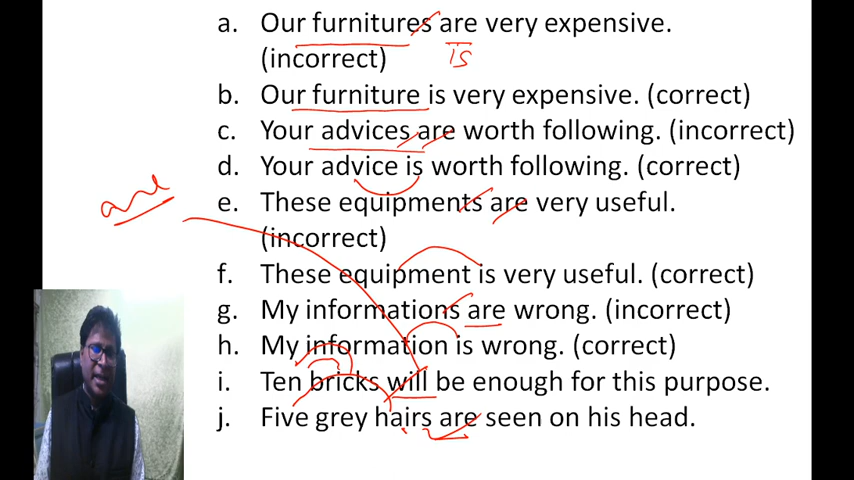 a. Our furnitures are very expensive.
(incorrect) is
b. Our furniture is very expensive. (correct)
c. Your advices are worth following. (incorrect)
d. Your advice is worth following. (correct)
are
e. These equipments are very useful.
(incorrect)
f. These equipment is very useful. (correct)
g. My informations are wrong. (incorrect)
h. My information is wrong. (correct)
i. Ten bricks will be enough for this purpose.
j. Five grey hairs are seen on his head.